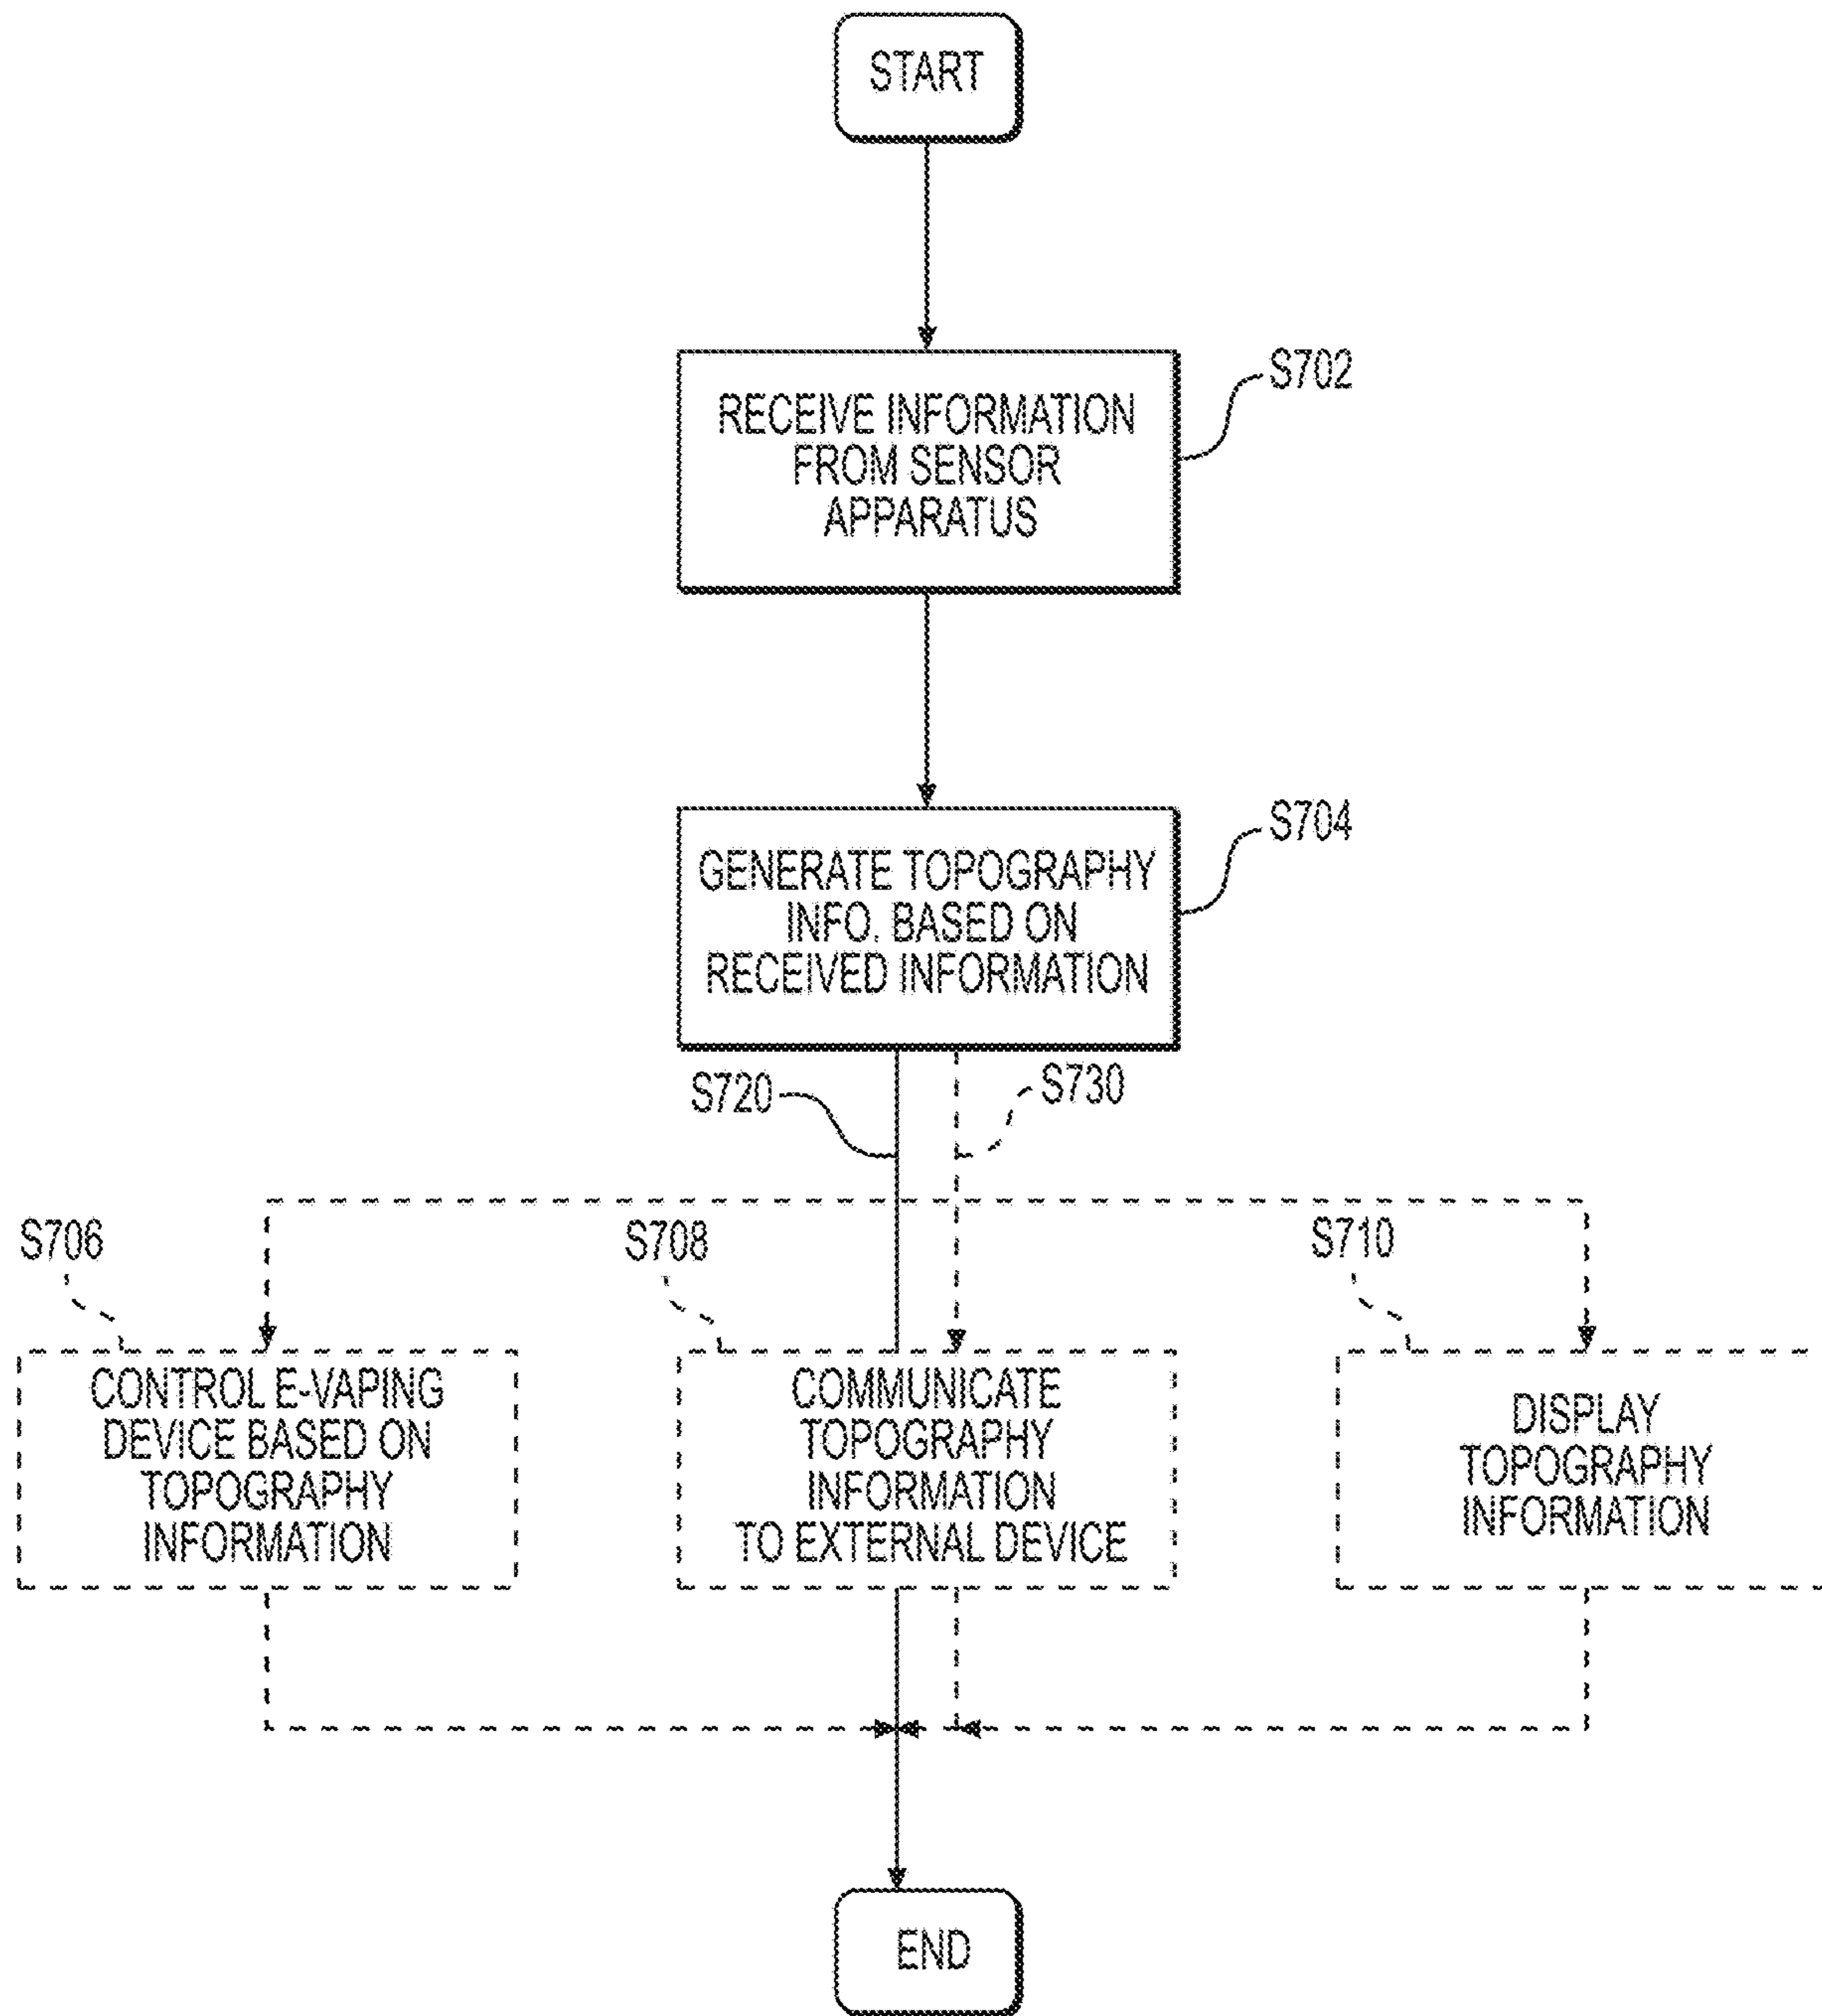 START
S702
RECEIVE INFORMATION
FROM SENSOR
APPARATUS
S704
GENERATE TOPOGRAPHY
INFO. BASED ON
RECEIVED INFORMATION
S720
S730
S706
S708
S710
CONTROL E-VAPING
DEVICE BASED ON
TOPOGRAPHY
INFORMATION
COMMUNICATE
TOPOGRAPHY
INFORMATION
TO EXTERNAL DEVICE
DISPLAY
TOPOGRAPHY
INFORMATION
END